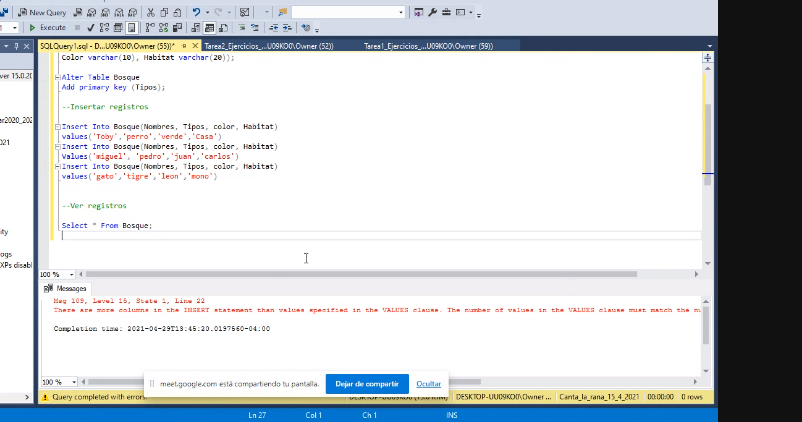 New Query
Execute
SQLQuery1.sql - D...U09KO0\Owner (55))*
Tarea2_Ejercicios_...U09KO0\Owner (52))
Tarea1_Ejercicios_...U09KO0\Owner (59))
Color varchar(10), Habitat varchar(20));
Alter Table Bosque
Add primary key (Tipos);
--Insertar registros
Insert Into Bosque(Nombres, Tipos, color, Habitat)
values('Toby','perro','verde','Casa')
Insert Into Bosque(Nombres, Tipos, color, Habitat)
Values('miguel', 'pedro','juan','carlos')
Insert Into Bosque(Nombres, Tipos, color, Habitat)
values('gato','tigre','leon','mono')
--Ver registros
Select * From Bosque;
ver 15.0.20
ar2020_202
021
ity
ogs
XPs disabl
100 %
Messages
Msg 109, Level 15, State 1, Line 22
There are more columns in the INSERT statement than values specified in the VALUES clause. The number of values in the VALUES clause must match the nu
Completion time: 2021-04-29T13:45:20.0197560-04:00
100 %
meet.google.com está compartiendo tu pantalla.
Dejar de compartir
Ocultar
Query completed with errors.
DESKTOP-UU09KO0\Owner ...
Canta_la_rana_15_4_2021
00:00:00
0 rows
Ln 27
Col 1
Ch 1
INS